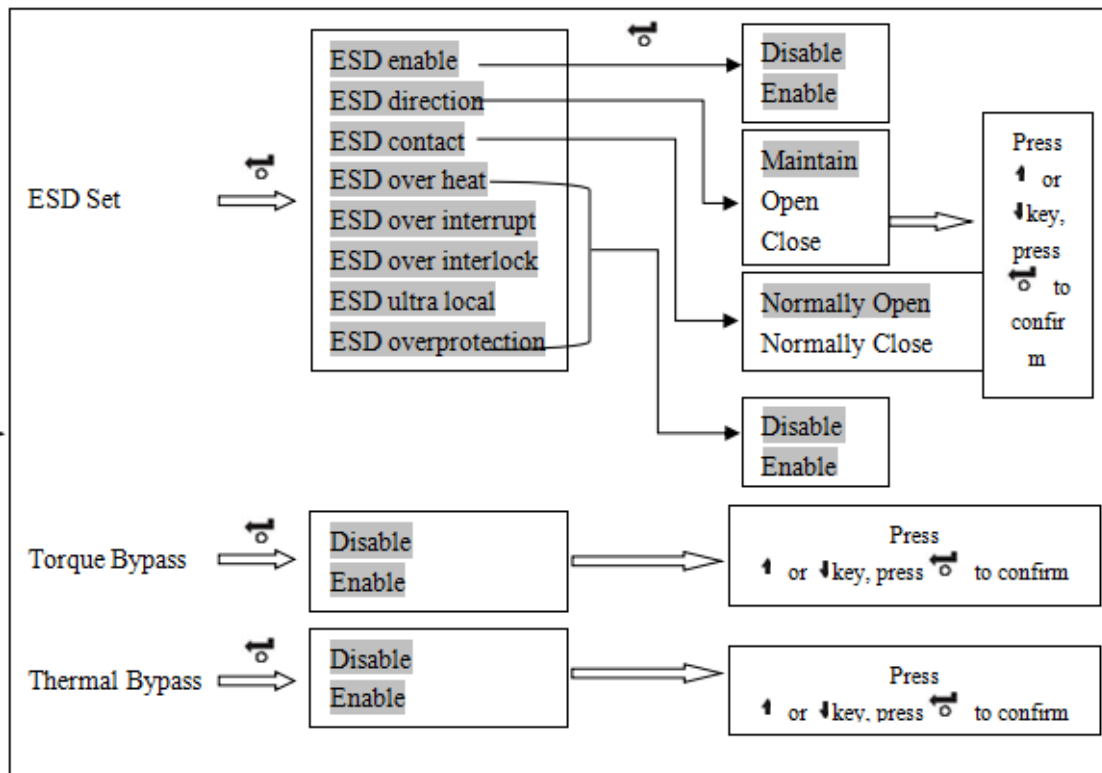 ESD Set
ESD enable
ESD direction
ESD contact
ESD over heat
ESD over interrupt
ESD over interlock
ESD ultra local
ESD overprotection
Disable
Enable
Maintain
Open
Close
Normally Open
Normally Close
Disable
Enable
Press
or
key,
press
to
confir
m
Torque Bypass
Disable
Enable
Press
or key, press to confirm
Thermal Bypass
Disable
Enable
Press
or key, press to confirm